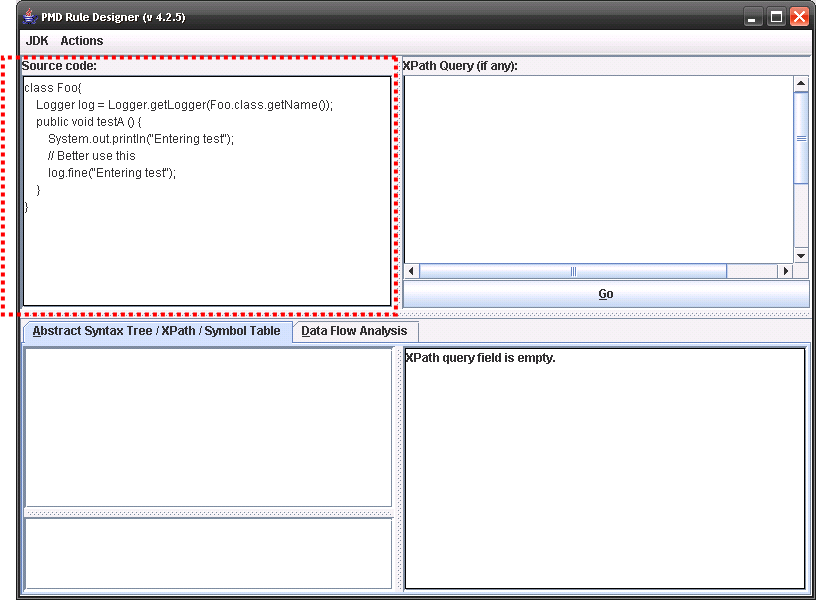 PMD Rule Designer (v 4.2.5)
JDK Actions
Source code:
class Foo{
Logger log = Logger.getLogger(Foo.class.getName());
public void testA () {
System.out.println("Entering test");
// Better use this
log.fine("Entering test");
}
}
XPath Query (if any):
Go
Abstract Syntax Tree / XPath / Symbol Table
Data Flow Analysis
XPath query field is empty.